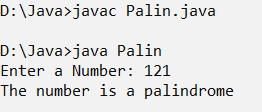 D:\Java>javac Palin.java
D:\Java>java Palin
Enter a Number: 121
The number is a palindrome